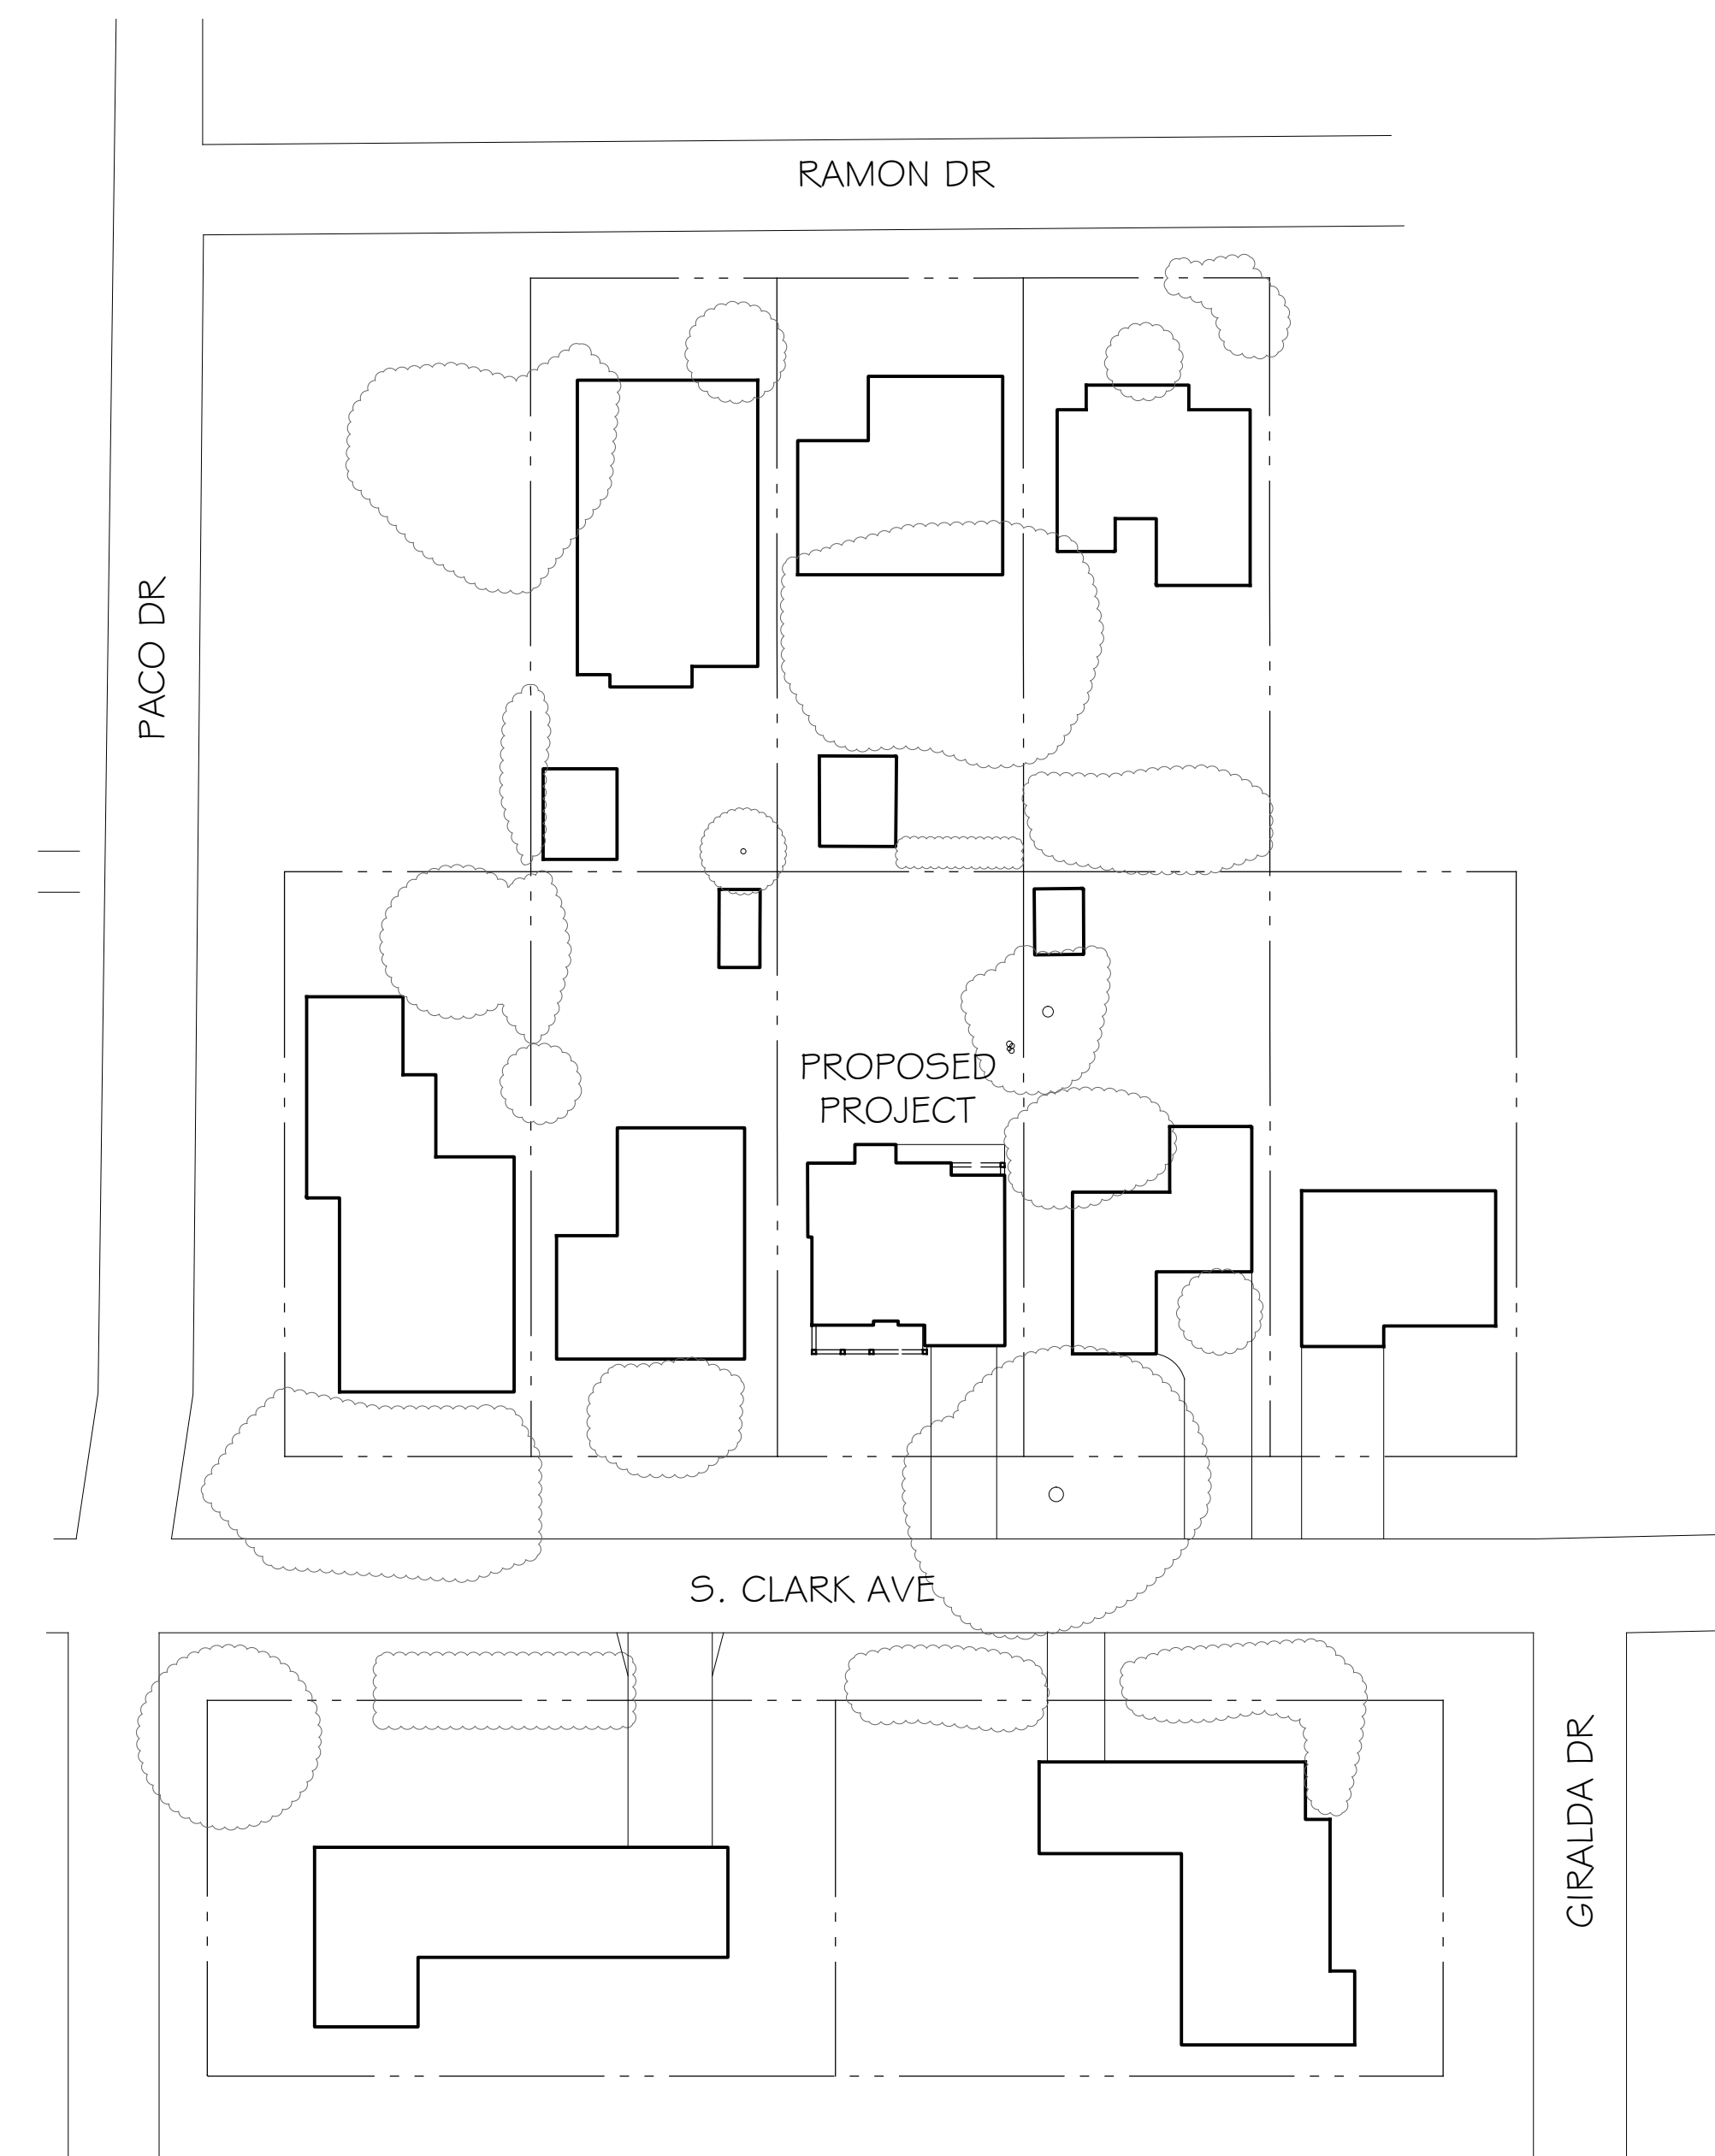 RAMON DR
PACO DR
PROPOSED
PROJECT
S. CLARK AVE
GIRALDA DR